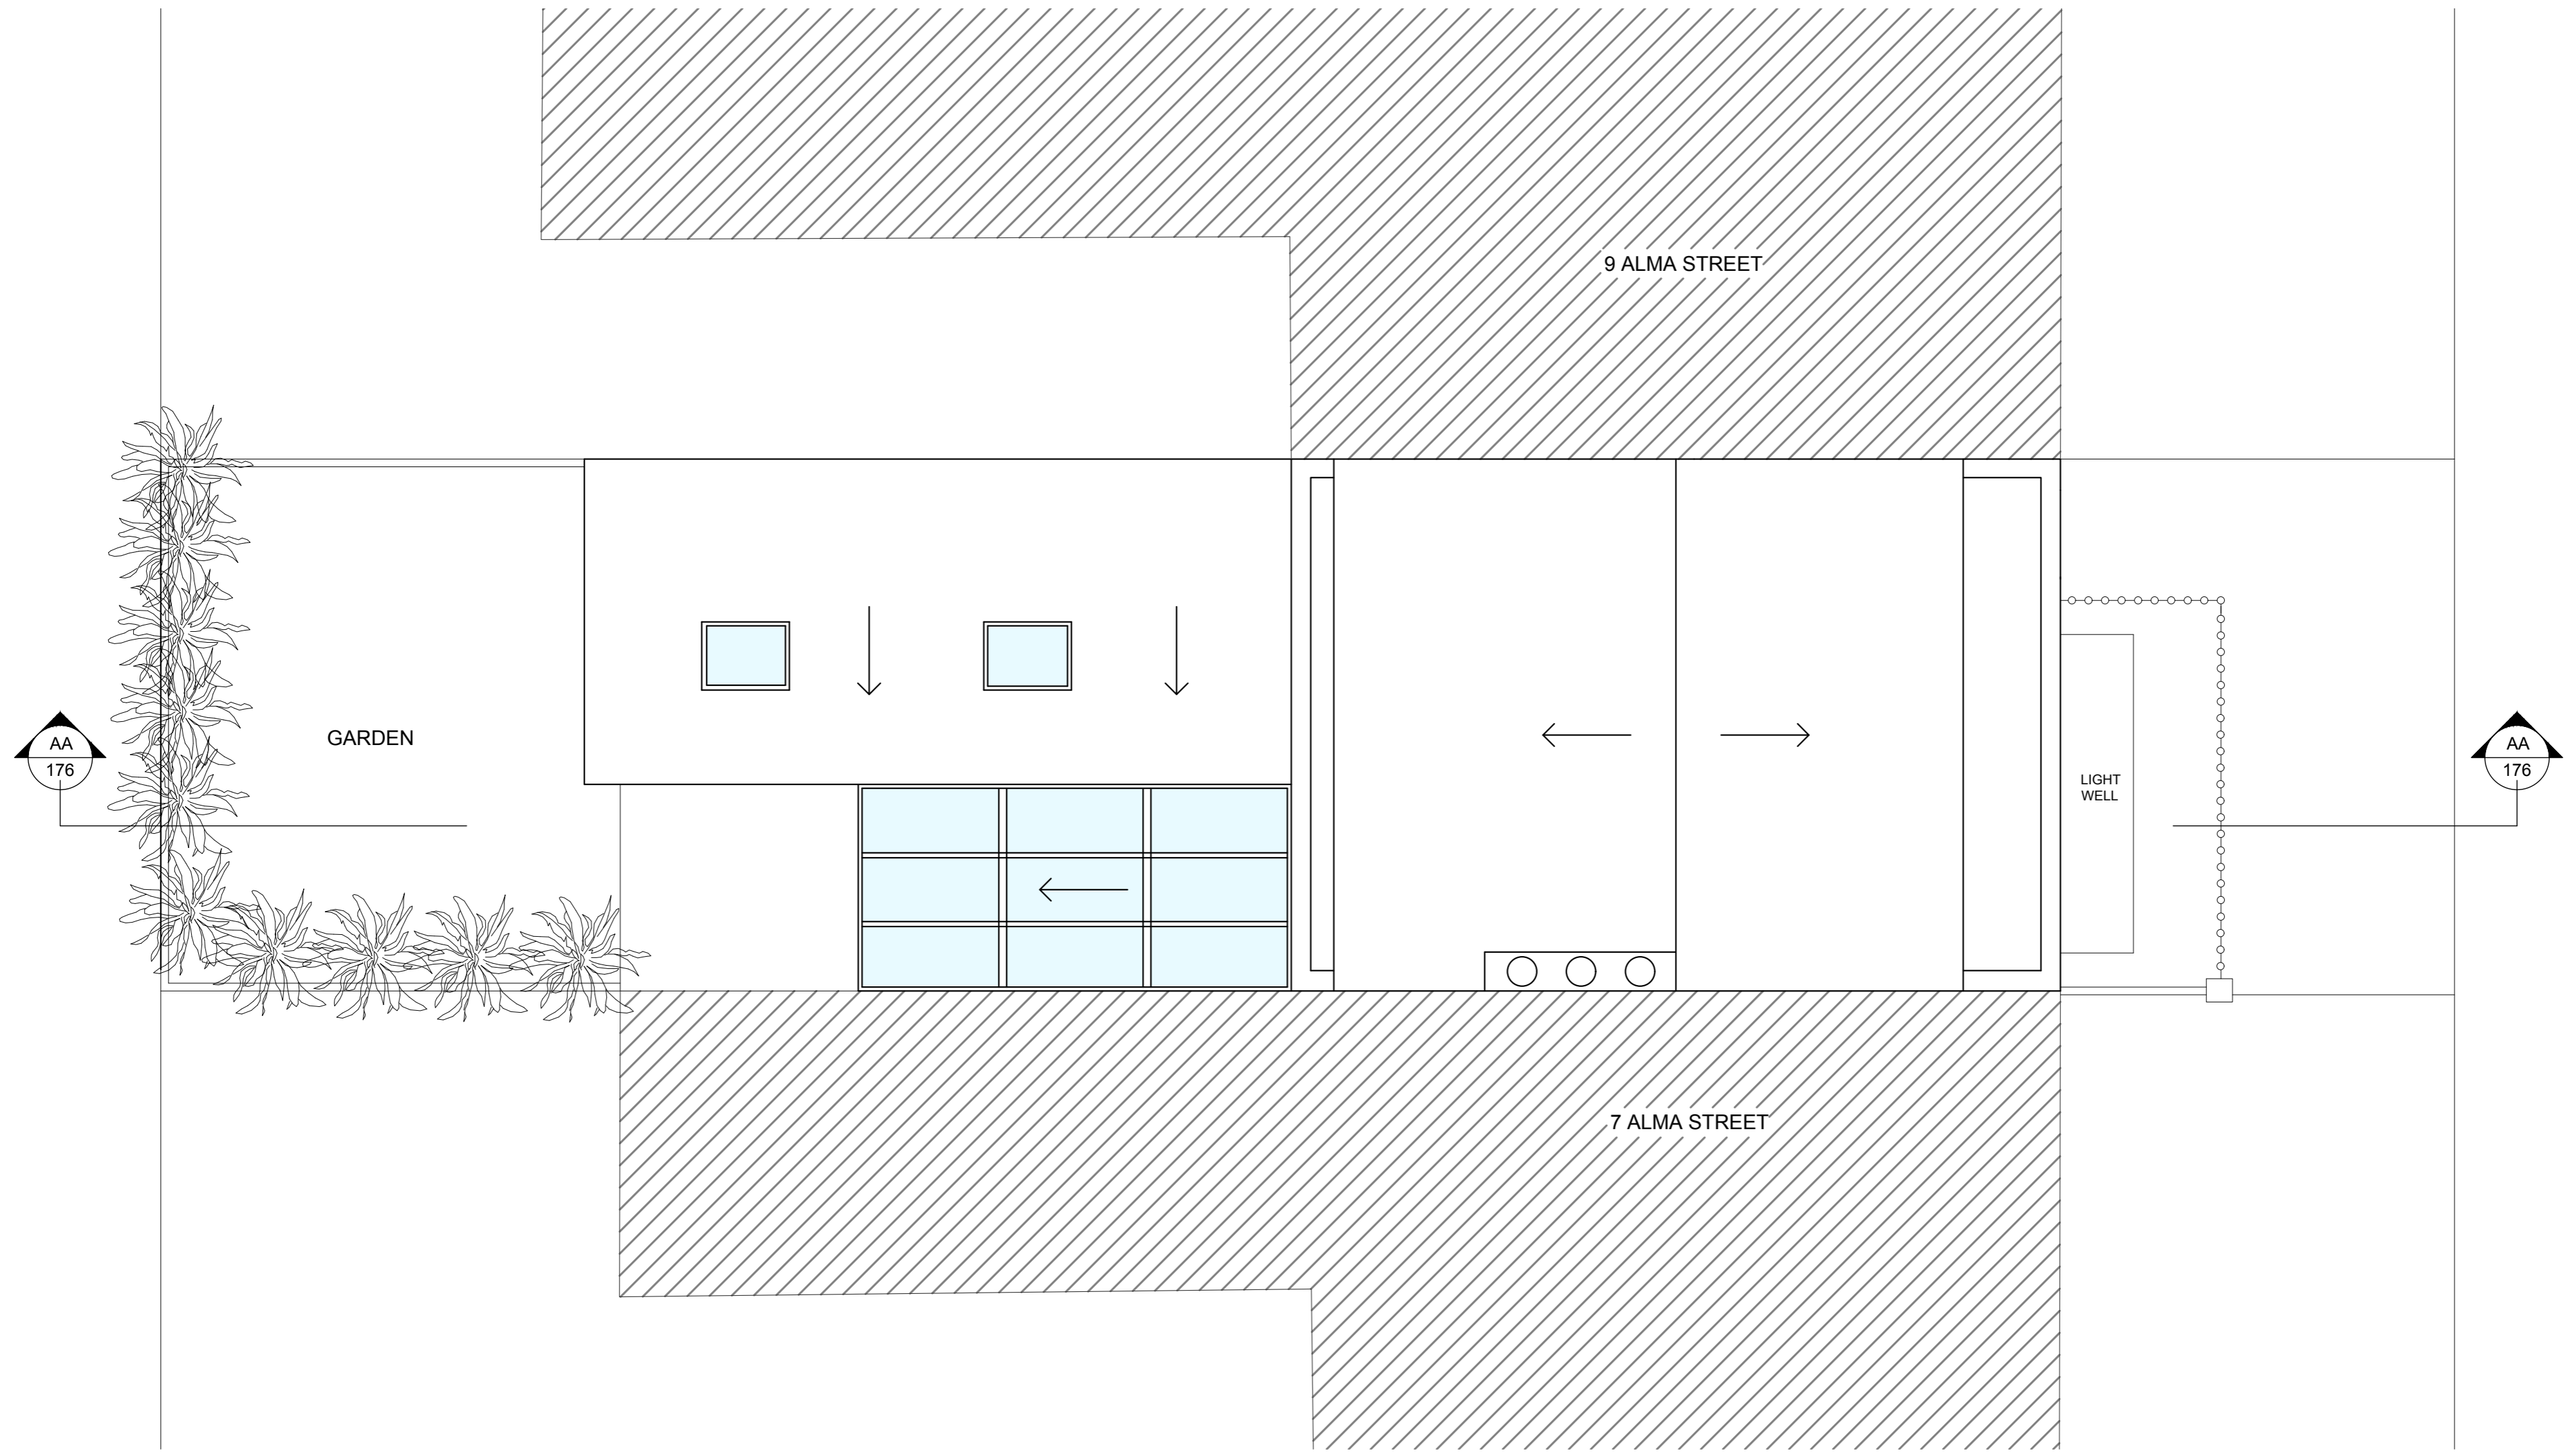 9 ALMA STREET
GARDEN
AA
176
AA
176
LIGHT
WELL
7 ALMA STREET